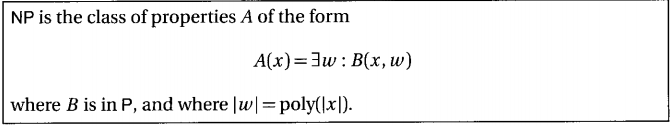 NP is the class of properties A of the form
A(x) = ∃w : B(x, w)
where B is in P, and where |w| = poly(|x|).